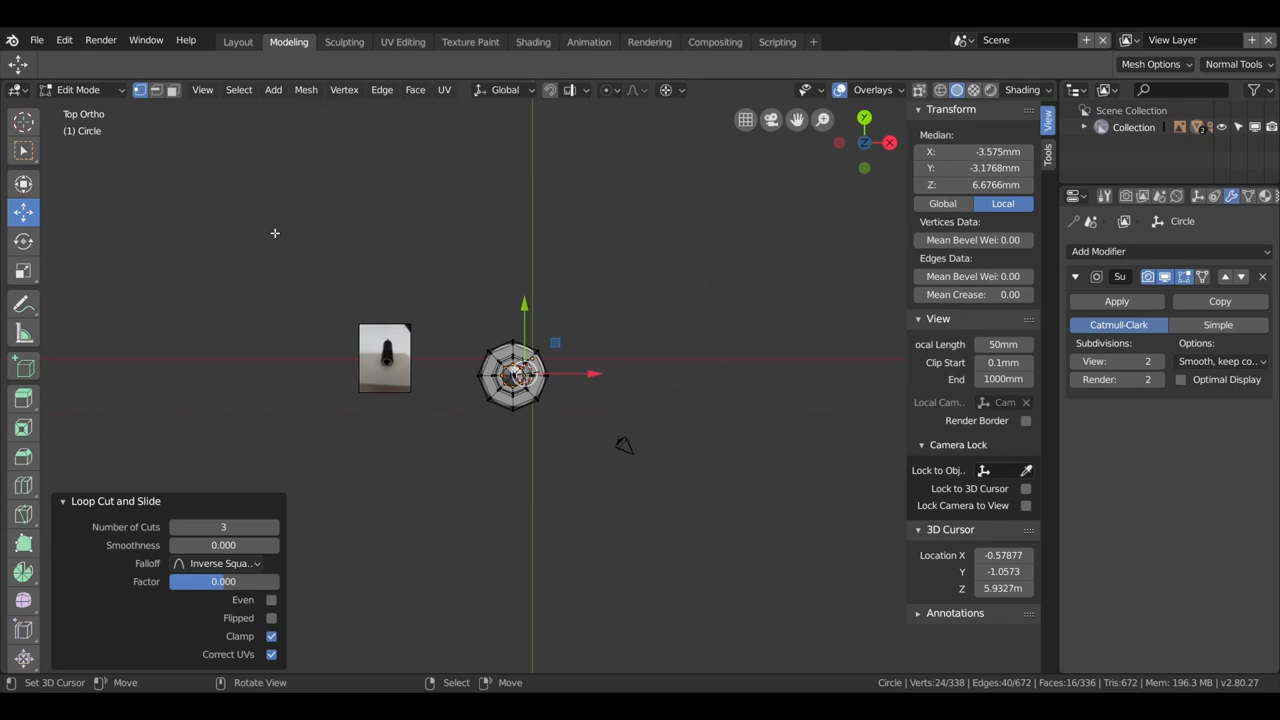 File Edit Render Window Help Layout Modeling Sculpting UV Editing Texture Paint Shading Animation Rendering Compositing Scripting + Scene View Layer
Mesh Options Normal Tools
Edit Mode View Select Add Mesh Vertex Edge Face UV Global Overlays Shading
Top Ortho
(1) Circle
Y
X
Z
Transform
Median:
X: -3.575mm
Y: -3.1768mm
Z: 6.6766mm
Global Local
Vertices Data:
Mean Bevel Wei: 0.00
Edges Data:
Mean Bevel Wei: 0.00
Mean Crease: 0.00
View
ocal Length 50mm
Clip Start 0.1mm
End 1000mm
Local Cam.. Cam
Render Border
Camera Lock
Lock to Obj..
Lock to 3D Cursor
Lock Camera to View
3D Cursor
Location X -0.57877
Y -1.0573
Z 5.9327m
Annotations
View
Tools
Scene Collection
Collection 2
Circle
Add Modifier
Su
Apply Copy
Catmull-Clark Simple
Subdivisions: Options:
View: 2 Smooth, keep co..
Render: 2 Optimal Display
Loop Cut and Slide
Number of Cuts 3
Smoothness 0.000
Falloff Inverse Squa..
Factor 0.000
Even
Flipped
Clamp
Correct UVs
Set 3D Cursor Move Rotate View Select Move Circle | Verts:24/338 | Edges:40/672 | Faces:16/336 | Tris:672 | Mem: 196.3 MB | v2.80.27